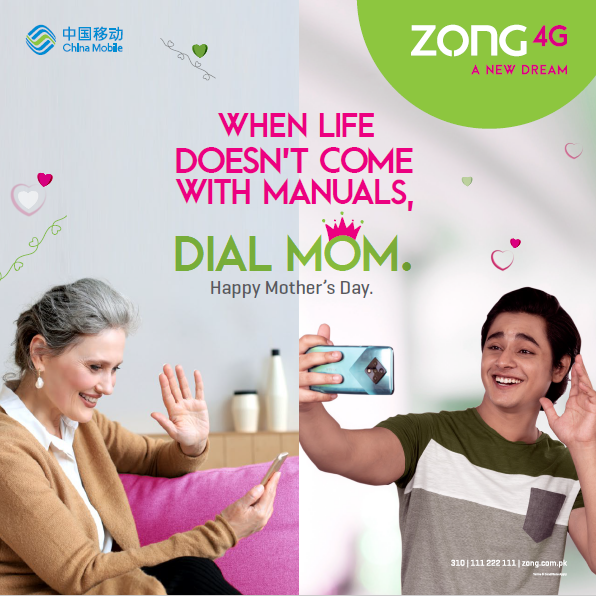 中国移动
China Mobile
ZONG 4G
A NEW DREAM
WHEN LIFE
DOESN'T COME
WITH MANUALS,
DIAL MOM.
Happy Mother's Day.
310 | 111 222 111 | zong.com.pk